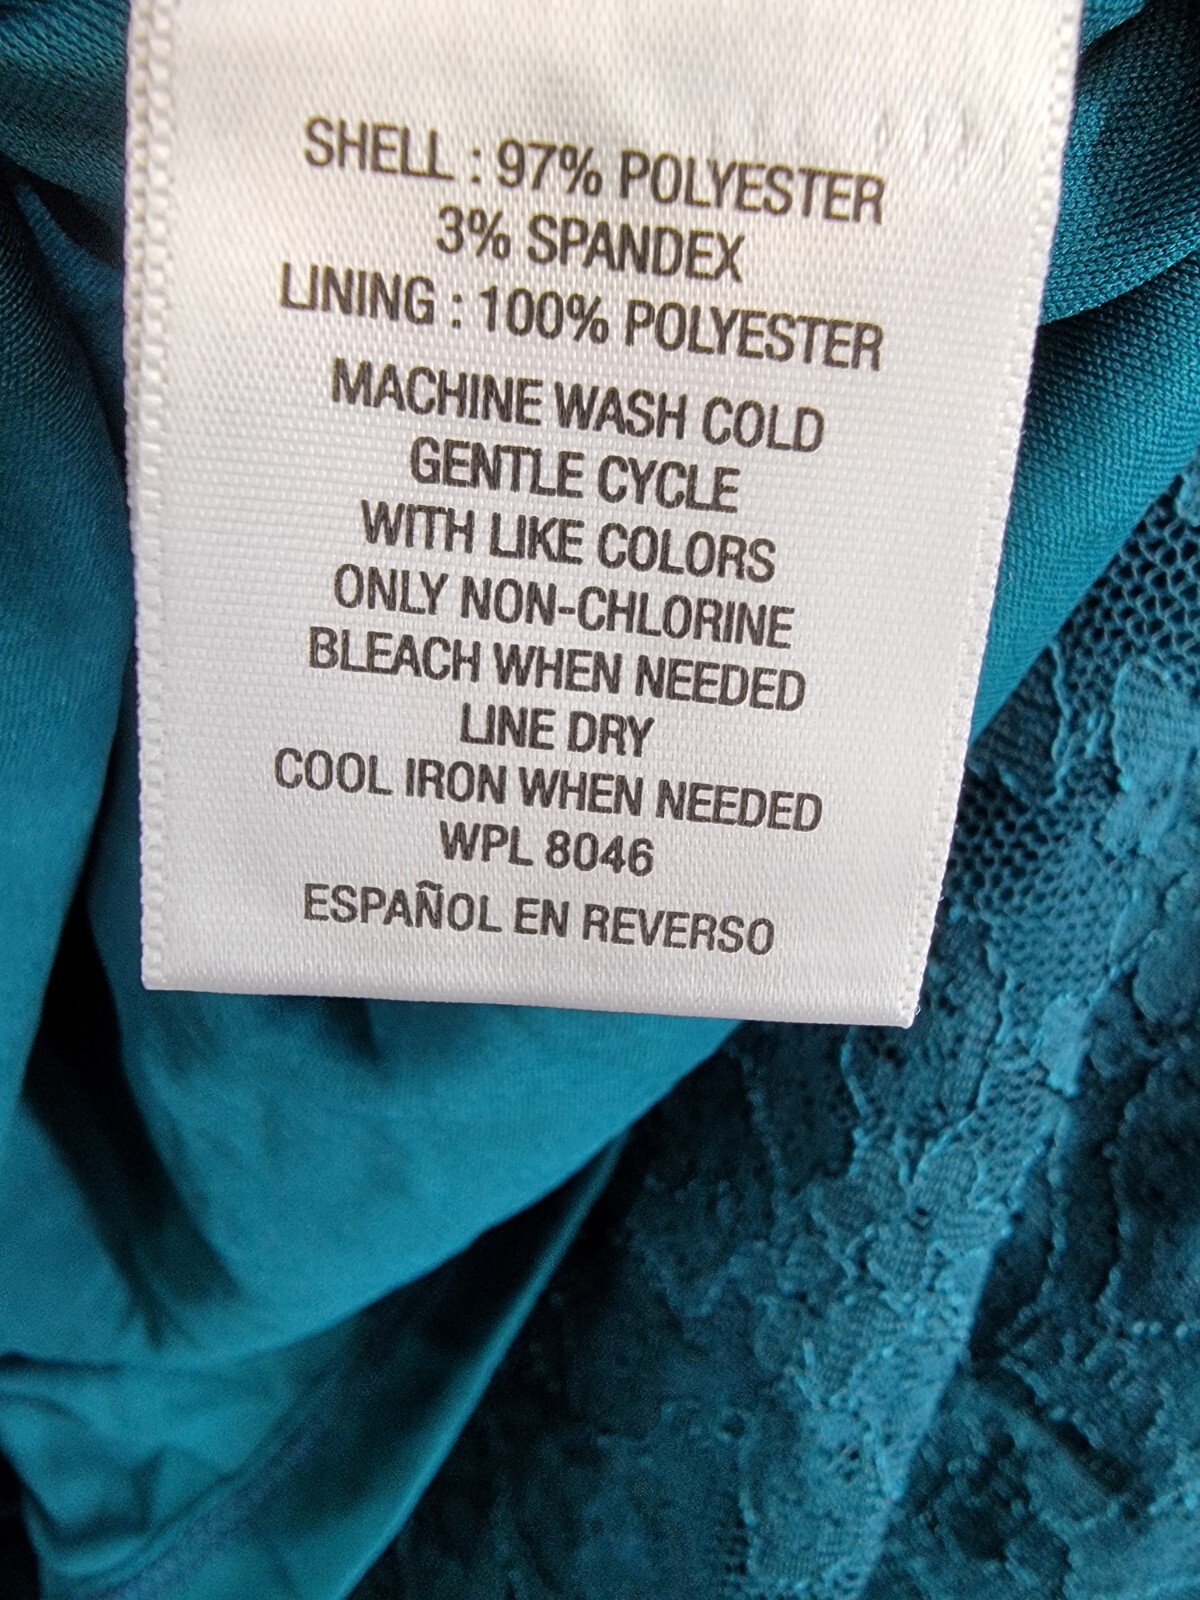 SHELL : 97% POLYESTER
3% SPANDEX
LINING : 100% POLYESTER
MACHINE WASH COLD
GENTLE CYCLE
WITH LIKE COLORS
ONLY NON-CHLORINE
BLEACH WHEN NEEDED
LINE DRY
COOL IRON WHEN NEEDED
WPL 8046
ESPAÑOL EN REVERSO